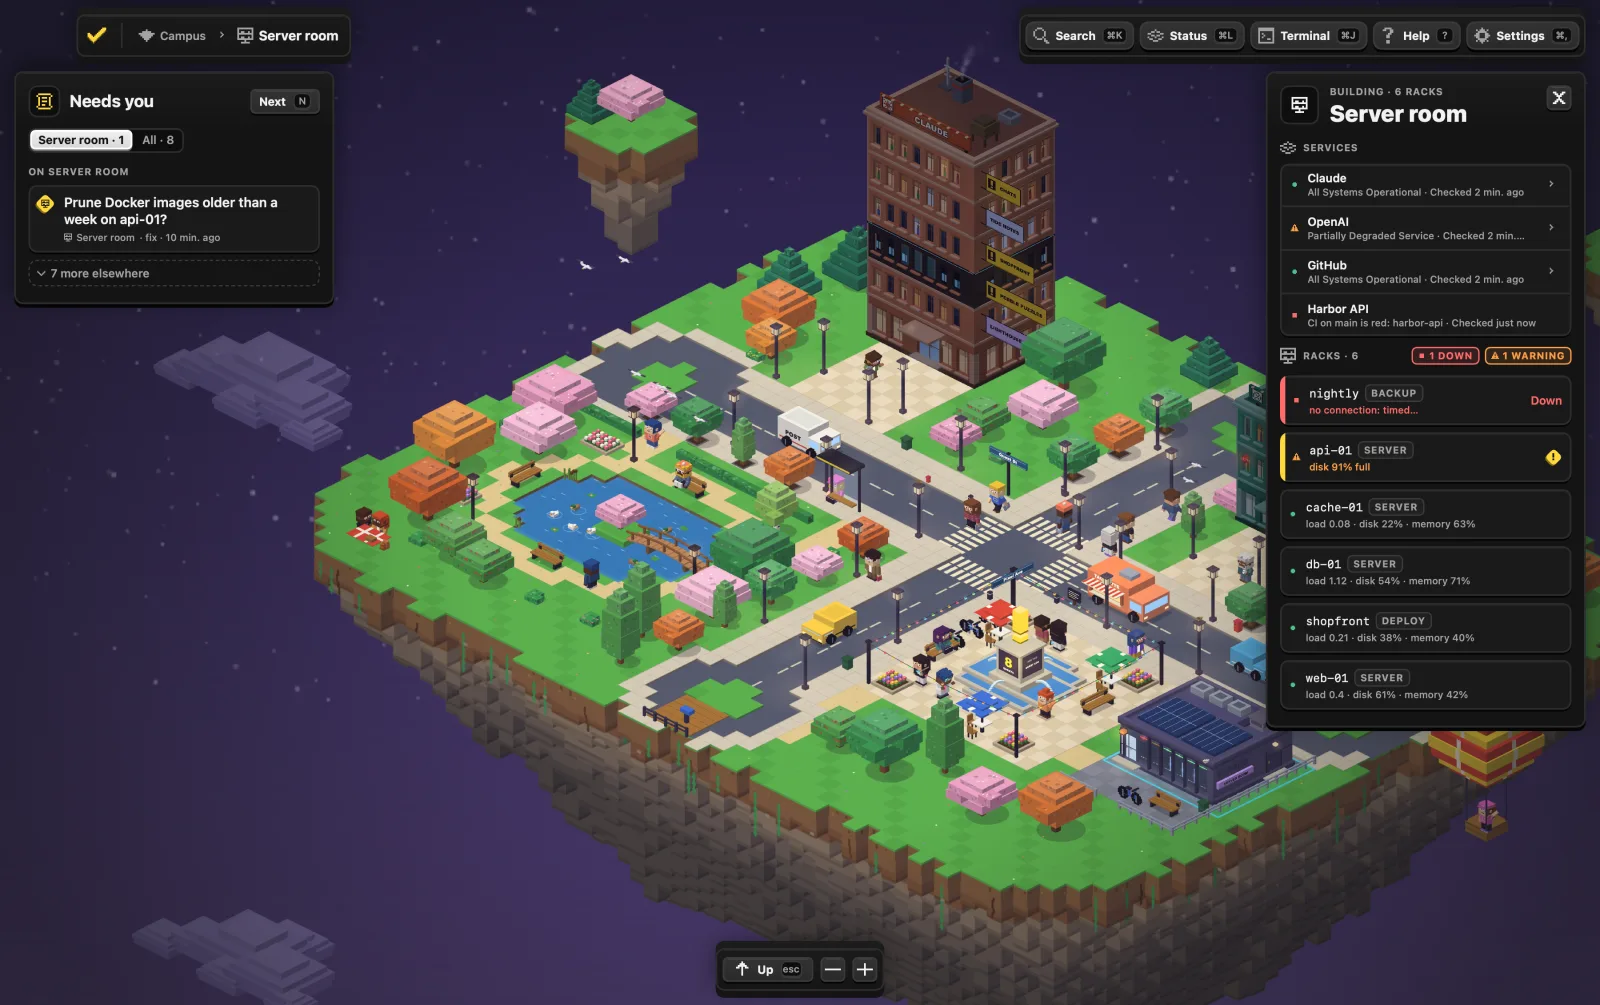 Campus
Server room
Search ⌘K
Status ⌘L
Terminal ⌘J
Help ?
Settings ⌘,
Needs you
Next N
Server room · 1
All · 8
ON SERVER ROOM
Prune Docker images older than a
week on api-01?
Server room · fix · 10 min. ago
7 more elsewhere
CLAUDE
POST
8
BUILDING · 6 RACKS
Server room
SERVICES
Claude
All Systems Operational · Checked 2 min. ago
OpenAI
Partially Degraded Service · Checked 2 min....
GitHub
All Systems Operational · Checked 2 min. ago
Harbor API
CI on main is red: harbor-api · Checked just now
RACKS · 6
1 DOWN
1 WARNING
nightly BACKUP
no connection: timed...
Down
api-01 SERVER
disk 91% full
cache-01 SERVER
load 0.08 · disk 22% · memory 63%
db-01 SERVER
load 1.12 · disk 54% · memory 71%
shopfront DEPLOY
load 0.21 · disk 38% · memory 40%
web-01 SERVER
load 0.4 · disk 61% · memory 42%
Up esc